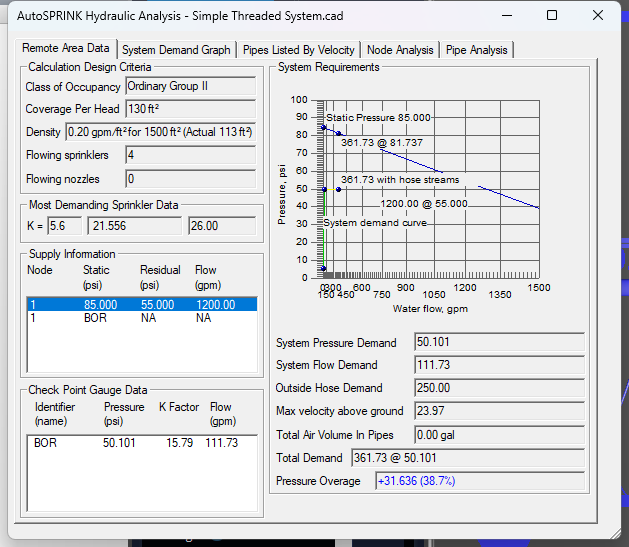 AutoSPRINK Hydraulic Analysis - Simple Threaded System.cad
Remote Area Data System Demand Graph Pipes Listed By Velocity Node Analysis Pipe Analysis
Calculation Design Criteria
Class of Occupancy Ordinary Group II
Coverage Per Head 130 ft²
Density 0.20 gpm/ft² for 1500 ft² (Actual 113 ft²)
Flowing sprinklers 4
Flowing nozzles 0
Most Demanding Sprinkler Data
K = 5.6 21.556 26.00
Supply Information
Node Static Residual Flow
(psi) (psi) (gpm)
1 85.000 55.000 1200.00
1 BOR NA NA
Check Point Gauge Data
Identifier Pressure K Factor Flow
(name) (psi) (gpm)
BOR 50.101 15.79 111.73
System Requirements
Pressure, psi
100
90
80
70
60
50
40
30
20
10
0
Static Pressure 85.000
361.73 @ 81.737
361.73 with hose streams
1200.00 @ 55.000
System demand curve
0 300 600 900 1200 1500
150 450 750 1050 1350
Water flow, gpm
System Pressure Demand 50.101
System Flow Demand 111.73
Outside Hose Demand 250.00
Max velocity above ground 23.97
Total Air Volume In Pipes 0.00 gal
Total Demand 361.73 @ 50.101
Pressure Overage +31.636 (38.7%)